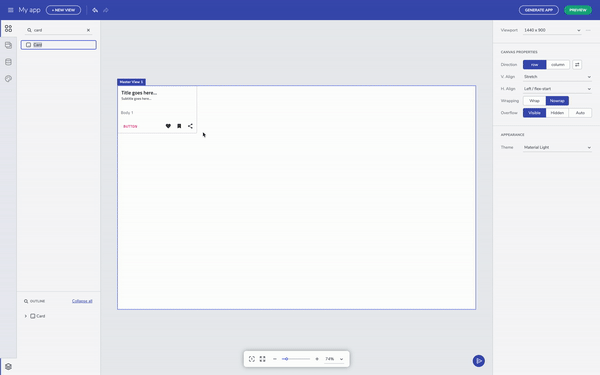 My app
+ NEW VIEW
GENERATE APP
PREVIEW
card
Card
Viewport
1440 x 900
CANVAS PROPERTIES
Direction
row
column
V. Align
Stretch
H. Align
Left / flex-start
Wrapping
Wrap
Nowrap
Overflow
Visible
Hidden
Auto
APPEARANCE
Theme
Material Light
Master View 1
Title goes here...
Subtitle goes here...
Body 1
BUTTON
OUTLINE
Collapse all
Card
74%